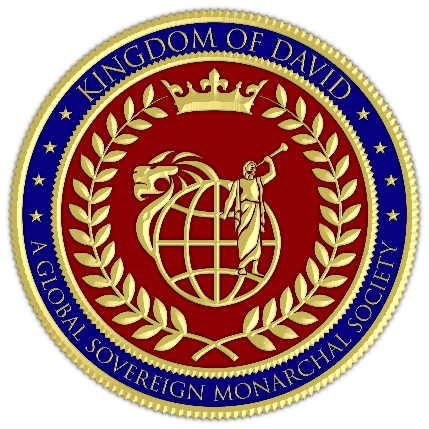 KINGDOM OF DAVID
A GLOBAL SOVEREIGN MONARCHAL SOCIETY